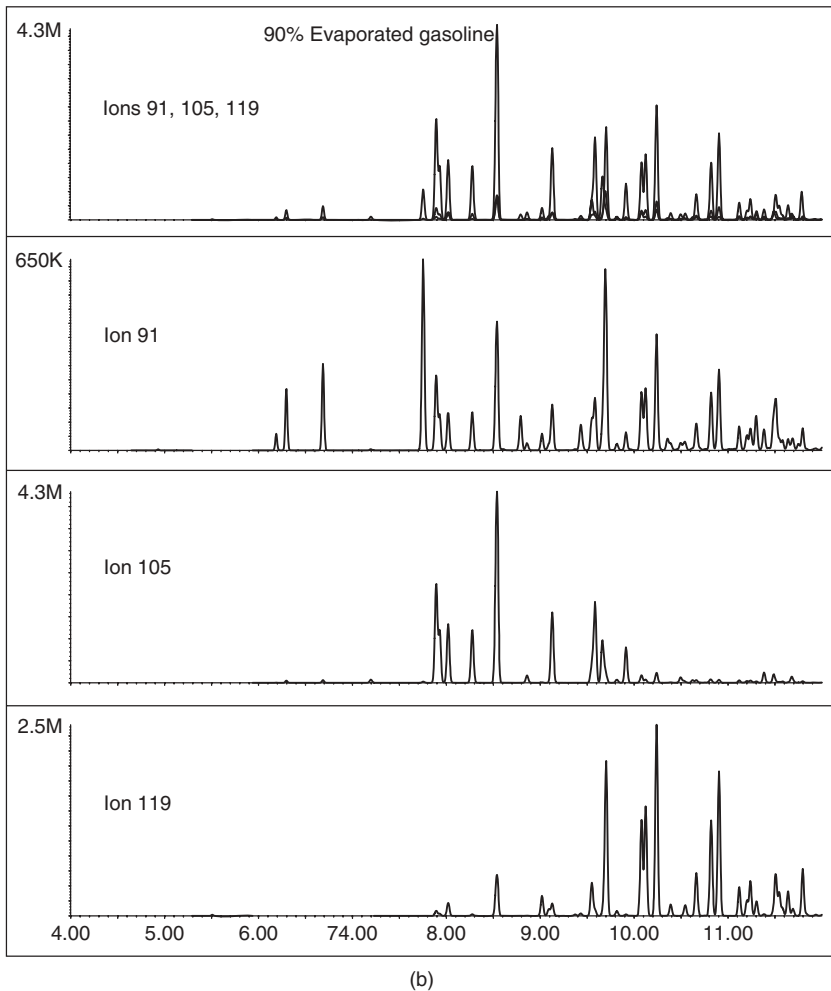 4.3M
90% Evaporated gasoline
Ions 91, 105, 119
650K
Ion 91
4.3M
Ion 105
2.5M
Ion 119
4.00 5.00 6.00 74.00 8.00 9.00 10.00 11.00
(b)